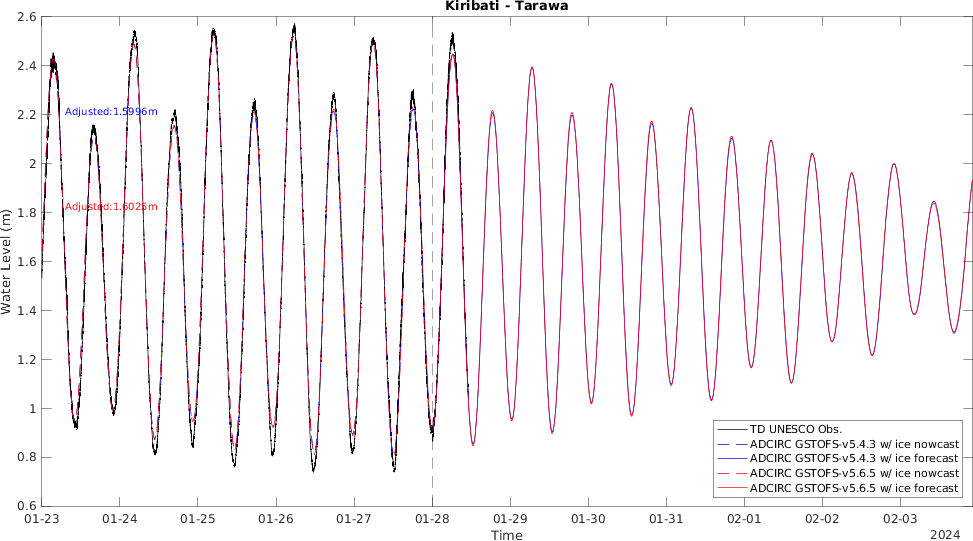 Kiribati - Tarawa
2.6
2.4
2.2
2
1.8
1.6
1.4
1.2
1
0.8
0.6
Water Level (m)
Adjusted:1.5996m
Adjusted:1.6025m
TD UNESCO Obs.
ADCIRC GSTOFS-v5.4.3 w/ ice nowcast
ADCIRC GSTOFS-v5.4.3 w/ ice forecast
ADCIRC GSTOFS-v5.6.5 w/ ice nowcast
ADCIRC GSTOFS-v5.6.5 w/ ice forecast
01-23 01-24 01-25 01-26 01-27 01-28 01-29 01-30 01-31 02-01 02-02 02-03
Time
2024